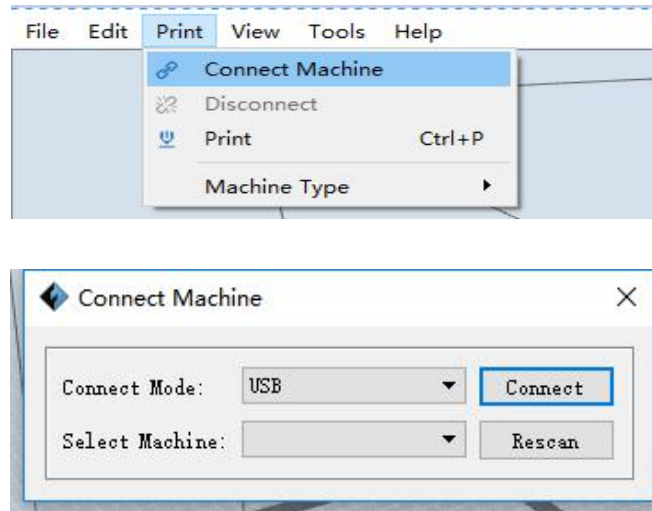 File Edit Print View Tools Help
Connect Machine
Disconnect
Print Ctrl+P
Machine Type
Connect Machine
Connect Mode: USB Connect
Select Machine: Rescan